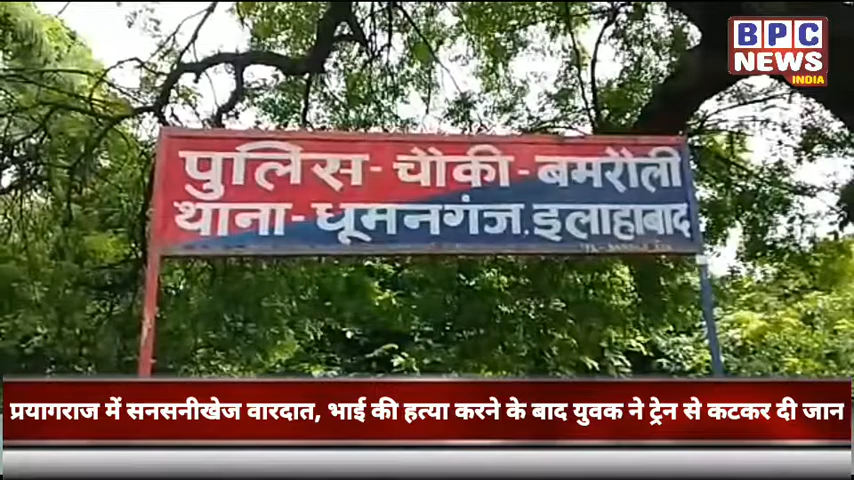 BPC
NEWS
INDIA
पुलिस - चौकी - बमरौली
थाना - धूमनगंज, इलाहाबाद
प्रयागराज में सनसनीखेज वारदात, भाई की हत्या करने के बाद युवक ने ट्रेन से कटकर दी जान